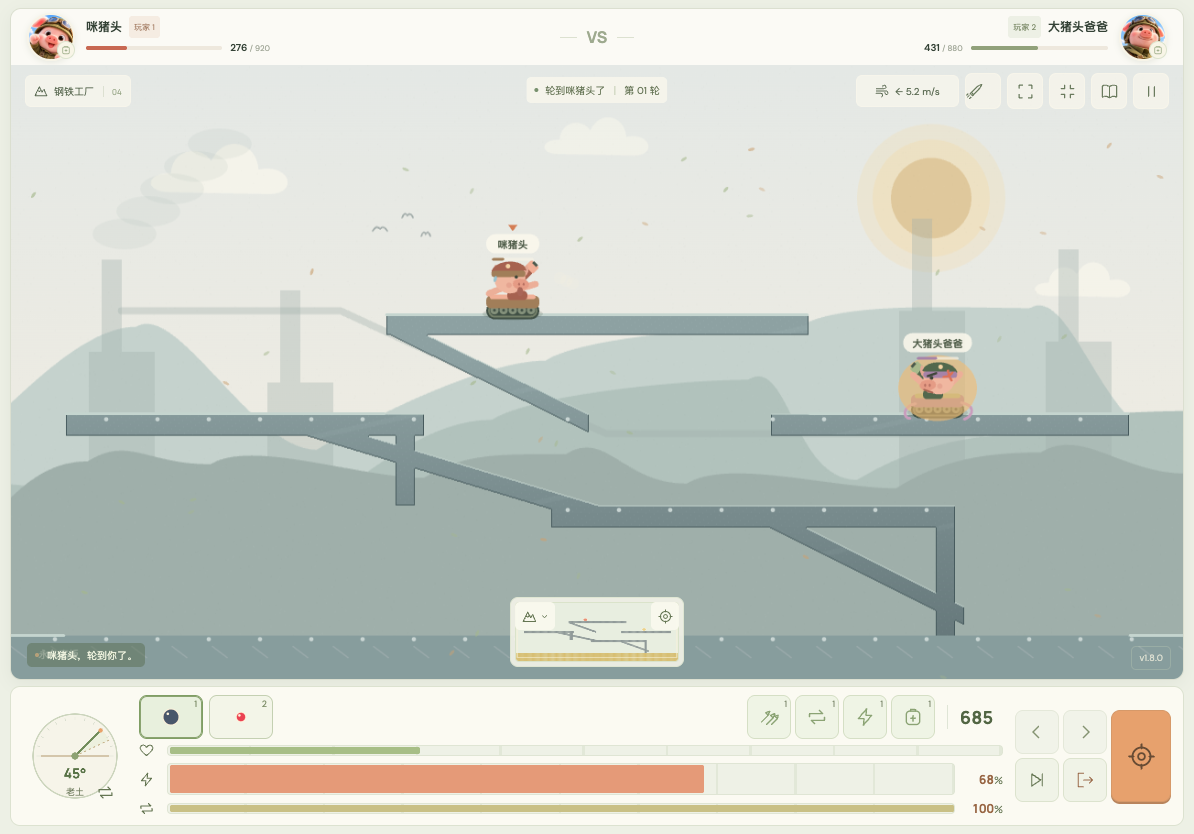 咪猪头 玩家 1
276 / 920
VS
玩家 2 大猪头爸爸
431 / 880
钢铁工厂 04
轮到咪猪头了 第 01 轮
← 5.2 m/s
咪猪头
大猪头爸爸
咪猪头，轮到你了。
v1.8.0
1
2
1
1
1
1
685
45°
老土
68%
100%